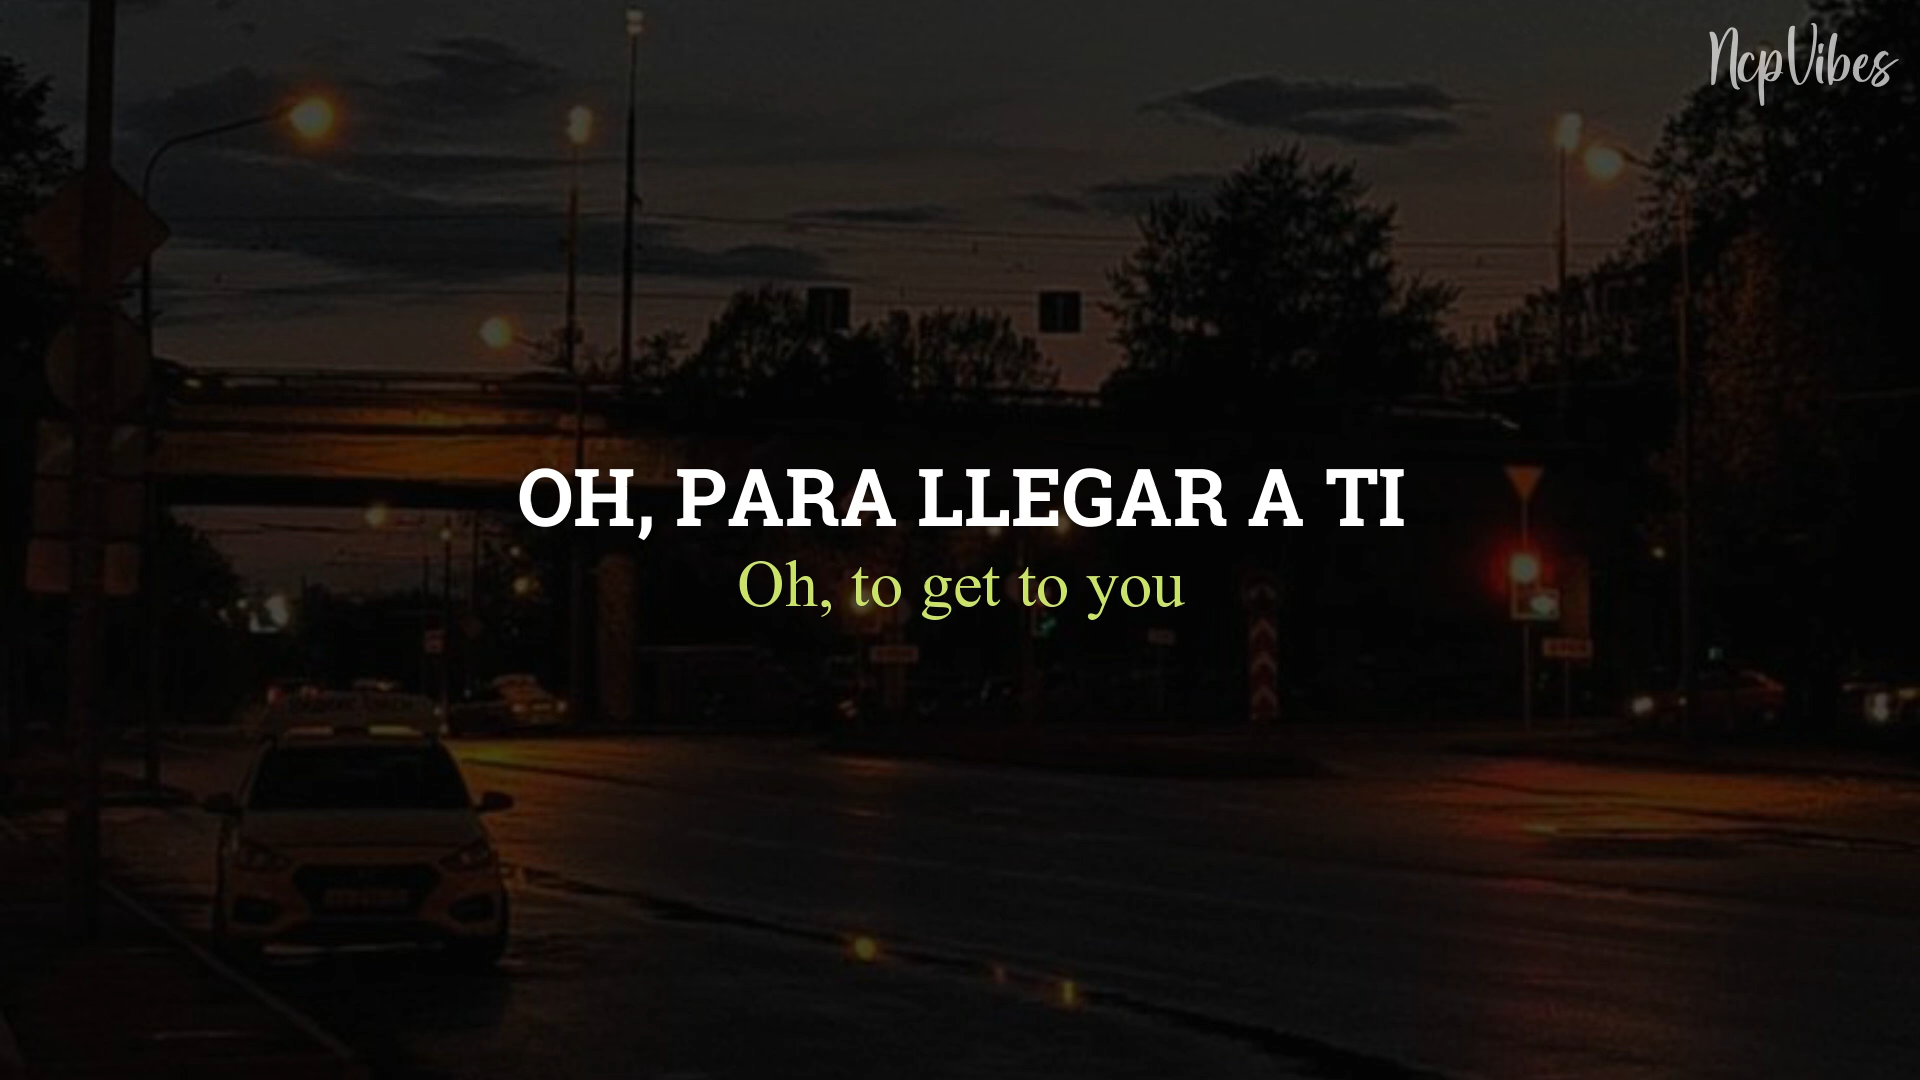 NcpVibes
OH, PARA LLEGAR A TI
Oh, to get to you